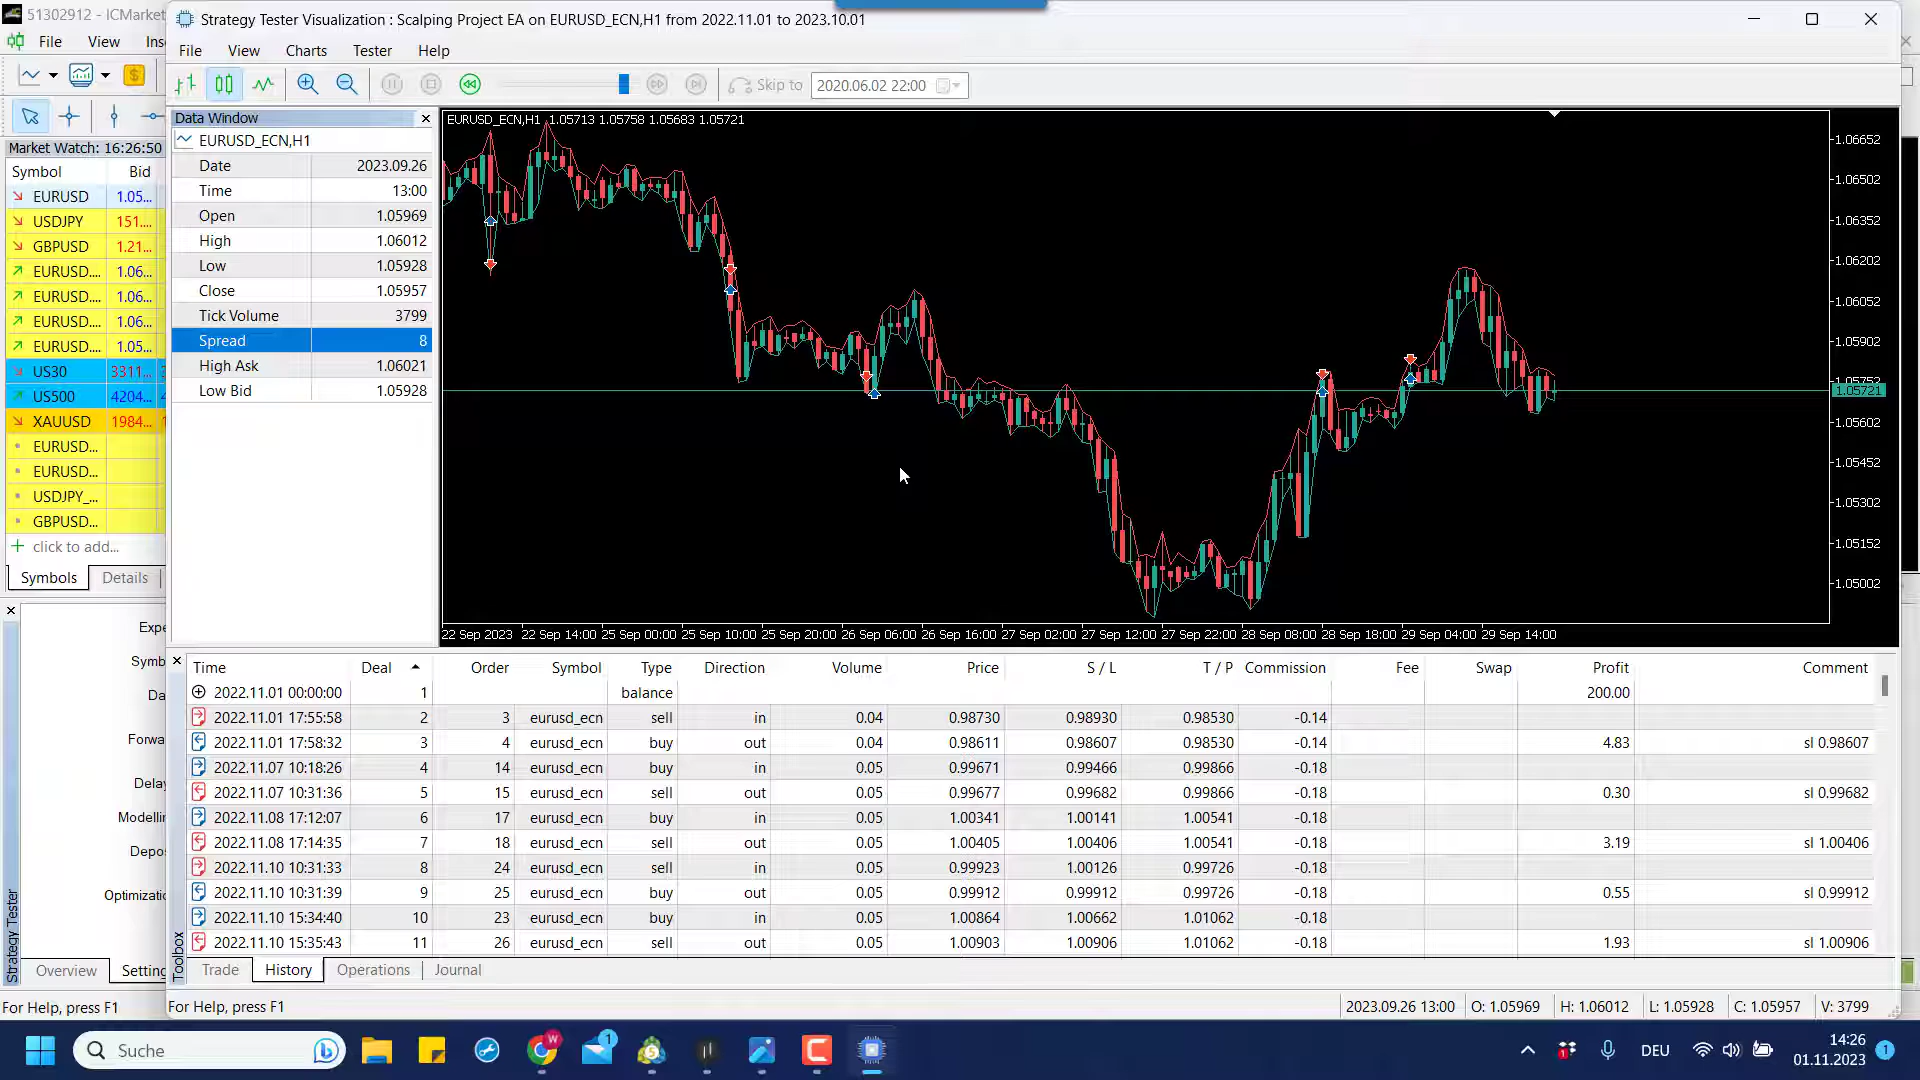 51302912 - ICMarket
Strategy Tester Visualization : Scalping Project EA on EURUSD_ECN,H1 from 2022.11.01 to 2023.10.01
File View Ins
File View Charts Tester Help
Skip to 2020.06.02 22:00
Market Watch: 16:26:50
Symbol Bid
EURUSD 1.05...
USDJPY 151....
GBPUSD 1.21...
EURUSD.... 1.06...
EURUSD.... 1.06...
EURUSD.... 1.06...
EURUSD.... 1.05...
US30 3311...
US500 4204...
XAUUSD 1984...
EURUSD...
EURUSD...
USDJPY_...
GBPUSD...
click to add...
Symbols Details
Data Window
EURUSD_ECN,H1
Date 2023.09.26
Time 13:00
Open 1.05969
High 1.06012
Low 1.05928
Close 1.05957
Tick Volume 3799
Spread 8
High Ask 1.06021
Low Bid 1.05928
EURUSD_ECN,H1 1.05713 1.05758 1.05683 1.05721
1.06652
1.06502
1.06352
1.06202
1.06052
1.05902
1.05752
1.05721
1.05602
1.05452
1.05302
1.05152
1.05002
22 Sep 2023 22 Sep 14:00 25 Sep 00:00 25 Sep 10:00 25 Sep 20:00 26 Sep 06:00 26 Sep 16:00 27 Sep 02:00 27 Sep 12:00 27 Sep 22:00 28 Sep 08:00 28 Sep 18:00 29 Sep 04:00 29 Sep 14:00
Expe
Symb
Da
Forwa
Delay
Modellin
Depos
Optimizatio
Strategy Tester
Overview Setting
Toolbox
Time Deal Order Symbol Type Direction Volume Price S / L T / P Commission Fee Swap Profit Comment
2022.11.01 00:00:00 1 balance 200.00
2022.11.01 17:55:58 2 3 eurusd_ecn sell in 0.04 0.98730 0.98930 0.98530 -0.14
2022.11.01 17:58:32 3 4 eurusd_ecn buy out 0.04 0.98611 0.98607 0.98530 -0.14 4.83 sl 0.98607
2022.11.07 10:18:26 4 14 eurusd_ecn buy in 0.05 0.99671 0.99466 0.99866 -0.18
2022.11.07 10:31:36 5 15 eurusd_ecn sell out 0.05 0.99677 0.99682 0.99866 -0.18 0.30 sl 0.99682
2022.11.08 17:12:07 6 17 eurusd_ecn buy in 0.05 1.00341 1.00141 1.00541 -0.18
2022.11.08 17:14:35 7 18 eurusd_ecn sell out 0.05 1.00405 1.00406 1.00541 -0.18 3.19 sl 1.00406
2022.11.10 10:31:33 8 24 eurusd_ecn sell in 0.05 0.99923 1.00126 0.99726 -0.18
2022.11.10 10:31:39 9 25 eurusd_ecn buy out 0.05 0.99912 0.99912 0.99726 -0.18 0.55 sl 0.99912
2022.11.10 15:34:40 10 23 eurusd_ecn buy in 0.05 1.00864 1.00662 1.01062 -0.18
2022.11.10 15:35:43 11 26 eurusd_ecn sell out 0.05 1.00903 1.00906 1.01062 -0.18 1.93 sl 1.00906
Trade History Operations Journal
For Help, press F1
For Help, press F1
2023.09.26 13:00 O: 1.05969 H: 1.06012 L: 1.05928 C: 1.05957 V: 3799
Suche
W
1
1
DEU
14:26
01.11.2023
1